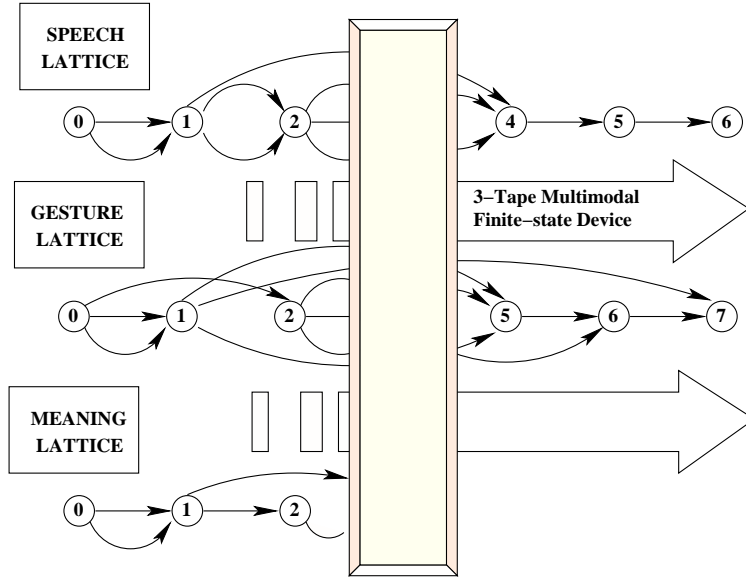 SPEECH
LATTICE
0 1 2 4 5 6
GESTURE
LATTICE
3−Tape Multimodal
Finite−state Device
0 1 2 5 6 7
MEANING
LATTICE
0 1 2